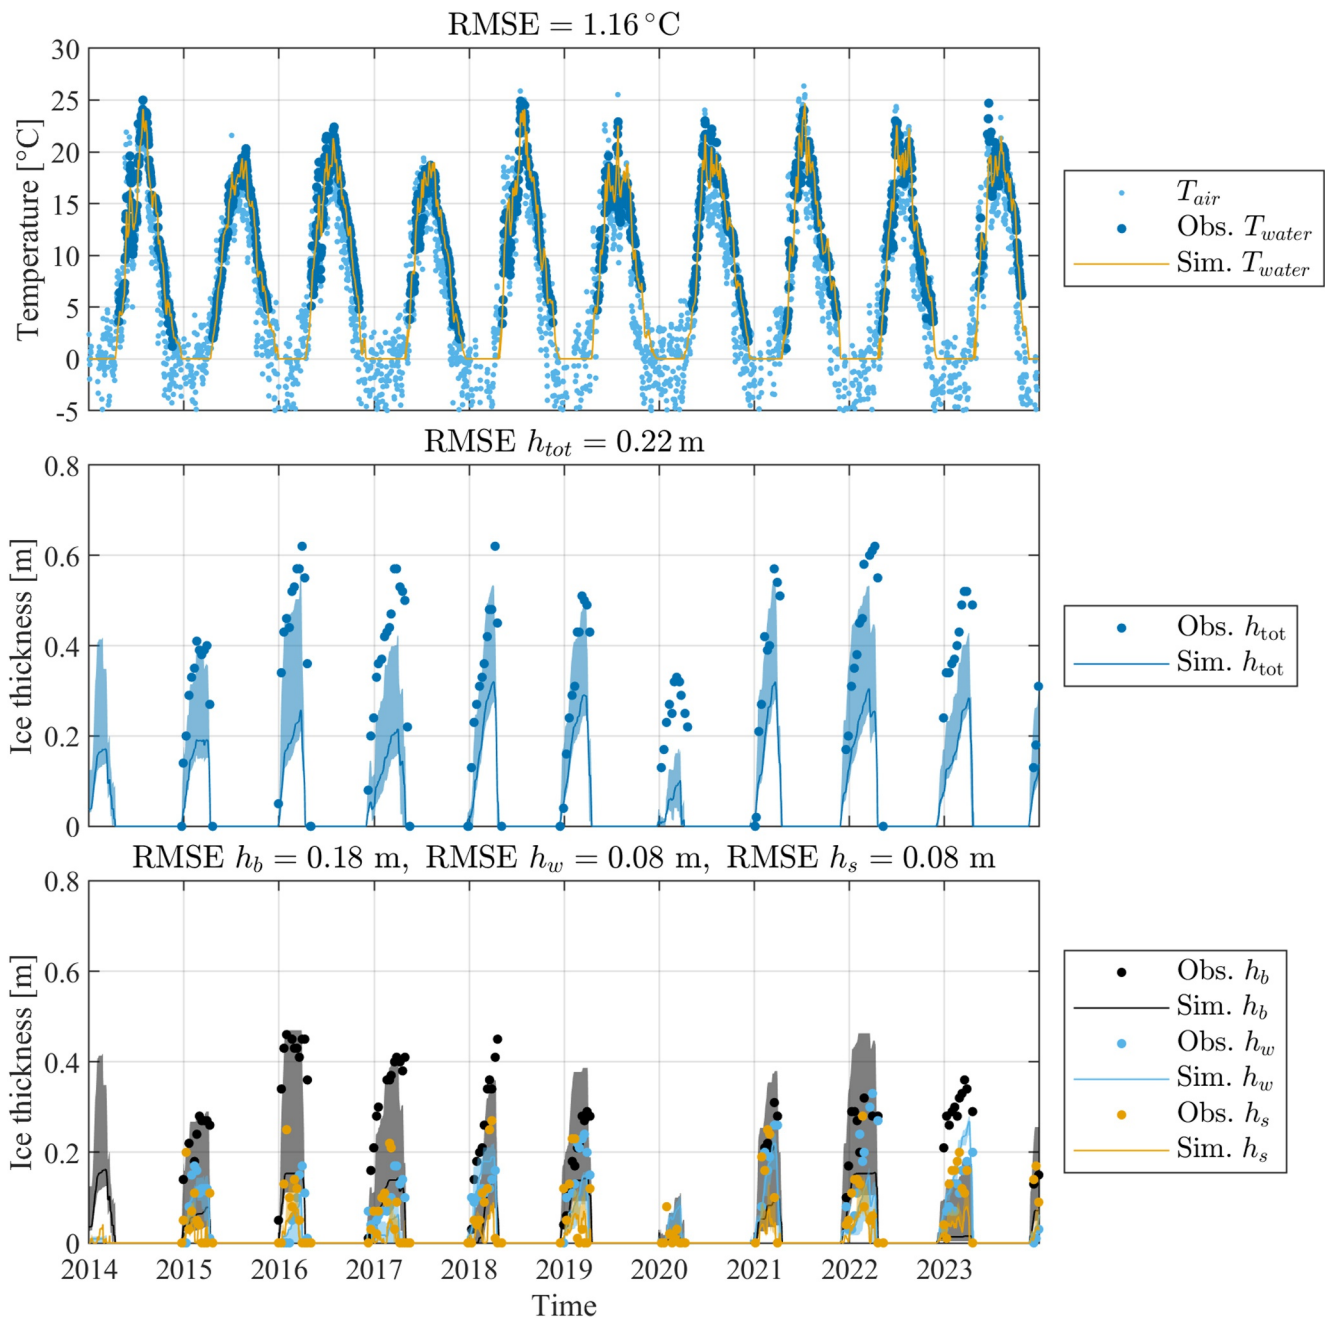 RMSE = 1.16 °C
30
25
20
15
10
5
0
-5
Temperature [°C]
T_air
Obs. T_water
Sim. T_water
RMSE h_tot = 0.22 m
0.8
0.6
0.4
0.2
0
Ice thickness [m]
Obs. h_tot
Sim. h_tot
RMSE h_b = 0.18 m, RMSE h_w = 0.08 m, RMSE h_s = 0.08 m
0.8
0.6
0.4
0.2
0
Ice thickness [m]
Obs. h_b
Sim. h_b
Obs. h_w
Sim. h_w
Obs. h_s
Sim. h_s
2014 2015 2016 2017 2018 2019 2020 2021 2022 2023
Time